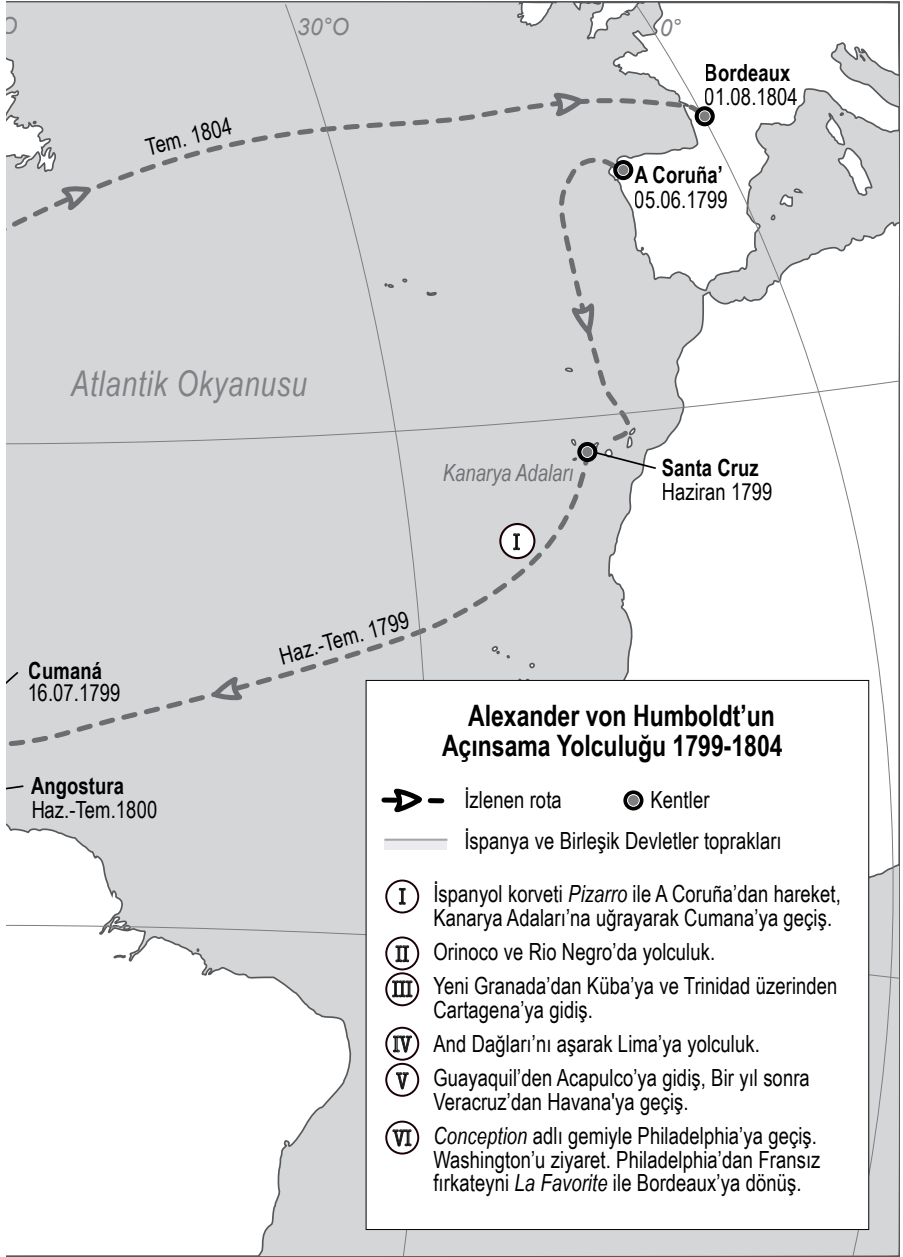 O
30°O
0°
Bordeaux
01.08.1804
Tem. 1804
A Coruña’
05.06.1799
Atlantik Okyanusu
Kanarya Adaları
Santa Cruz
Haziran 1799
I
Haz.-Tem. 1799
Cumaná
16.07.1799
Angostura
Haz.-Tem.1800
Alexander von Humboldt’un
Açınsama Yolculuğu 1799-1804
İzlenen rota
Kentler
İspanya ve Birleşik Devletler toprakları
I İspanyol korveti Pizarro ile A Coruña’dan hareket,
Kanarya Adaları’na uğrayarak Cumana’ya geçiş.
II Orinoco ve Rio Negro’da yolculuk.
III Yeni Granada’dan Küba’ya ve Trinidad üzerinden
Cartagena’ya gidiş.
IV And Dağları’nı aşarak Lima’ya yolculuk.
V Guayaquil’den Acapulco’ya gidiş, Bir yıl sonra
Veracruz’dan Havana'ya geçiş.
VI Conception adlı gemiyle Philadelphia’ya geçiş.
Washington’u ziyaret. Philadelphia’dan Fransız
fırkateyni La Favorite ile Bordeaux’ya dönüş.